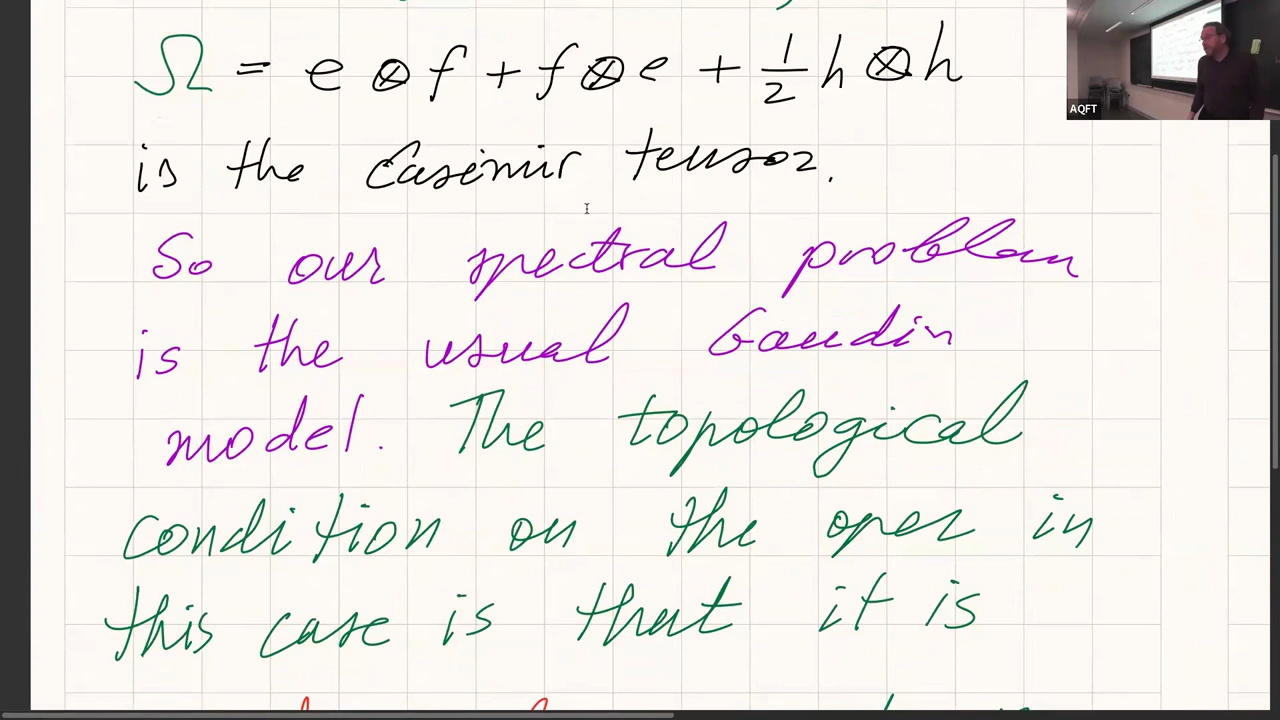 Ω = e ⊗ f + f ⊗ e + 1/2 h ⊗ h
is the Casimir tensor.
So our spectral problem
is the usual Gaudin
model. The topological
condition on the oper in
this case is that it is
AQFT